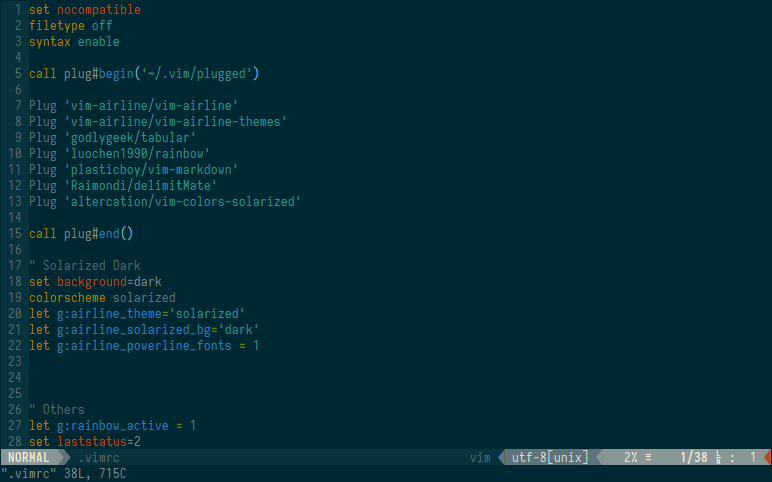 1 set nocompatible
2 filetype off
3 syntax enable
4
5 call plug#begin('~/.vim/plugged')
6
7 Plug 'vim-airline/vim-airline'
8 Plug 'vim-airline/vim-airline-themes'
9 Plug 'godlygeek/tabular'
10 Plug 'luochen1990/rainbow'
11 Plug 'plasticboy/vim-markdown'
12 Plug 'Raimondi/delimitMate'
13 Plug 'altercation/vim-colors-solarized'
14
15 call plug#end()
16
17 " Solarized Dark
18 set background=dark
19 colorscheme solarized
20 let g:airline_theme='solarized'
21 let g:airline_solarized_bg='dark'
22 let g:airline_powerline_fonts = 1
23
24
25
26 " Others
27 let g:rainbow_active = 1
28 set laststatus=2
NORMAL .vimrc vim utf-8[unix] 2% ≡ 1/38 ␤ : 1
".vimrc" 38L, 715C